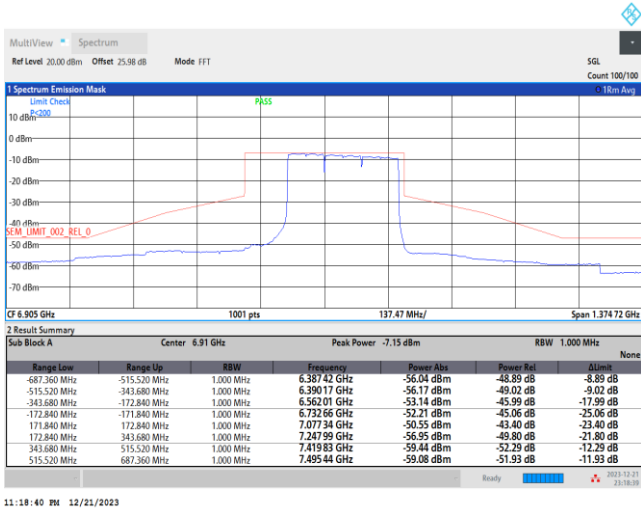 MultiView Spectrum
Ref Level 20.00 dBm Offset 25.98 dB Mode FFT SGL
Count 100/100
1 Spectrum Emission Mask 1Rm Avg
Limit Check PASS
P<200
10 dBm
0 dBm
-10 dBm
-20 dBm
-30 dBm
-40 dBm
SEM_LIMIT_002_REL_0
-50 dBm
-60 dBm
-70 dBm
CF 6.905 GHz 1001 pts 137.47 MHz/ Span 1.374 72 GHz
2 Result Summary
Sub Block A Center 6.91 GHz Peak Power -7.15 dBm RBW 1.000 MHz
None
Range Low Range Up RBW Frequency Power Abs Power Rel ΔLimit
-687.360 MHz -515.520 MHz 1.000 MHz 6.387 42 GHz -56.04 dBm -48.89 dB -8.89 dB
-515.520 MHz -343.680 MHz 1.000 MHz 6.390 17 GHz -56.17 dBm -49.02 dB -9.02 dB
-343.680 MHz -172.840 MHz 1.000 MHz 6.562 01 GHz -53.14 dBm -45.99 dB -17.99 dB
-172.840 MHz -171.840 MHz 1.000 MHz 6.732 66 GHz -52.21 dBm -45.06 dB -25.06 dB
171.840 MHz 172.840 MHz 1.000 MHz 7.077 34 GHz -50.55 dBm -43.40 dB -23.40 dB
172.840 MHz 343.680 MHz 1.000 MHz 7.247 99 GHz -56.95 dBm -49.80 dB -21.80 dB
343.680 MHz 515.520 MHz 1.000 MHz 7.419 83 GHz -59.44 dBm -52.29 dB -12.29 dB
515.520 MHz 687.360 MHz 1.000 MHz 7.495 44 GHz -59.08 dBm -51.93 dB -11.93 dB
Ready 2023-12-21
23:18:39
11:18:40 PM 12/21/2023